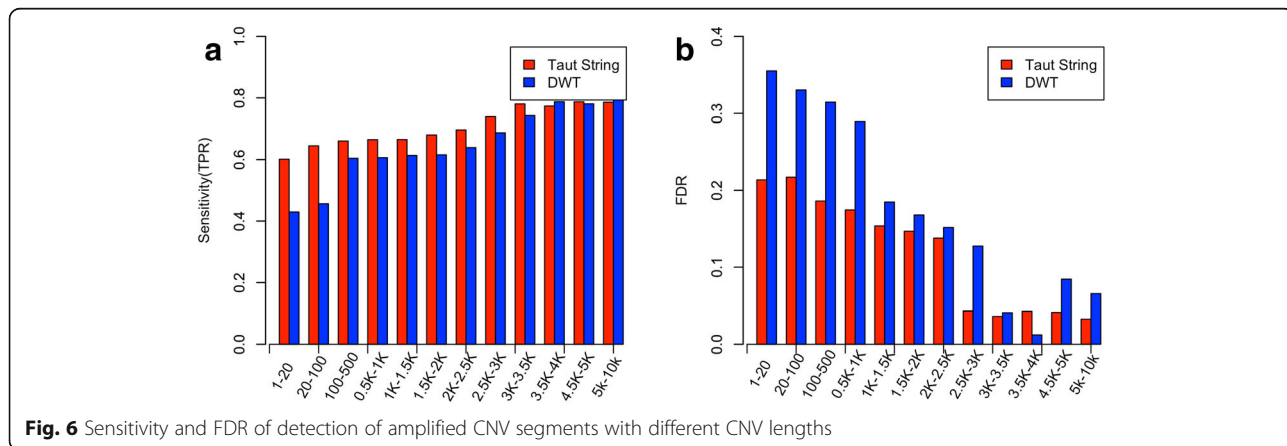 a
Sensitivity(TPR)
1.0
0.8
0.6
0.4
0.2
0.0
Taut String
DWT
1-20
20-100
100-500
0.5K-1K
1K-1.5K
1.5K-2K
2K-2.5K
2.5K-3K
3K-3.5K
3.5K-4K
4.5K-5K
5k-10k
b
FDR
0.4
0.3
0.2
0.1
0.0
Taut String
DWT
1-20
20-100
100-500
0.5K-1K
1K-1.5K
1.5K-2K
2K-2.5K
2.5K-3K
3K-3.5K
3.5K-4K
4.5K-5K
5k-10k
Fig. 6 Sensitivity and FDR of detection of amplified CNV segments with different CNV lengths